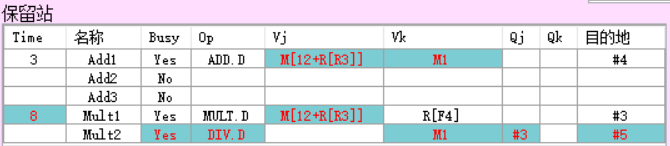 保留站
Time 名称 Busy Op Vj Vk Qj Qk 目的地
3 Add1 Yes ADD.D M[12+R[R3]] M1 #4
Add2 No
Add3 No
8 Mult1 Yes MULT.D M[12+R[R3]] R[F4] #3
Mult2 Yes DIV.D M1 #3 #5